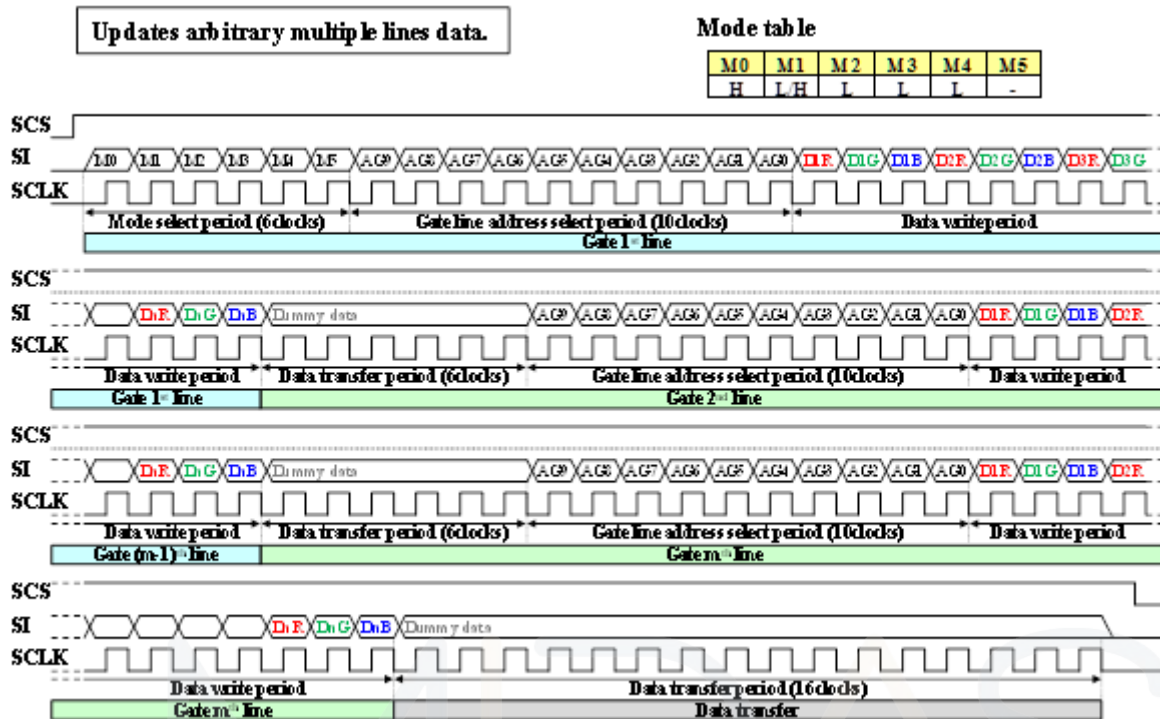 Updates arbitrary multiple lines data.
Mode table
M0 M1 M2 M3 M4 M5
H L/H L L L -
SCS
SI M0 M1 M2 M3 M4 M5 AG9 AG8 AG7 AG6 AG5 AG4 AG3 AG2 AG1 AG0 D1R D1G D1B D2R D2G D2B D3R D3G
SCLK
Mode select period (6clocks) Gate line address select period (10clocks) Data write period
Gate 1st line
SCS
SI DnR DnG DnB Dummy data AG9 AG8 AG7 AG6 AG5 AG4 AG3 AG2 AG1 AG0 D1R D1G D1B D2R
SCLK
Data write period Data transfer period (6clocks) Gate line address select period (10clocks) Data write period
Gate 1st line Gate 2nd line
SCS
SI DnR DnG DnB Dummy data AG9 AG8 AG7 AG6 AG5 AG4 AG3 AG2 AG1 AG0 D1R D1G D1B D2R
SCLK
Data write period Data transfer period (6clocks) Gate line address select period (10clocks) Data write period
Gate (m-1)th line Gate mth line
SCS
SI DnR DnG DnB Dummy data
SCLK
Data write period Data transfer period (16clocks)
Gate mth line Data transfer